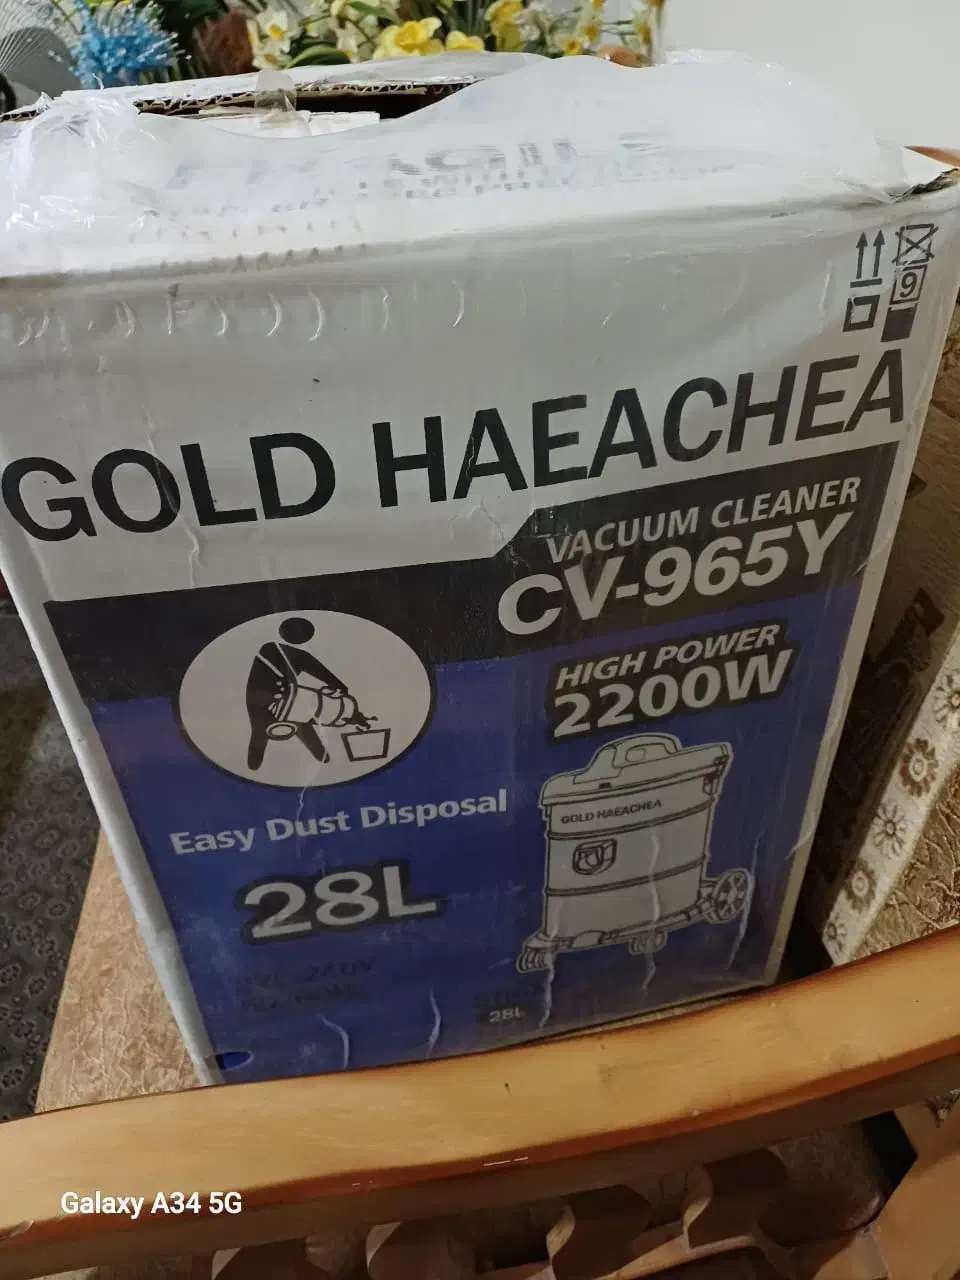 9
GOLD HAEACHEA
VACUUM CLEANER
CV-965Y
HIGH POWER
2200W
Easy Dust Disposal
28L
GOLD HAEACHEA
28L
Galaxy A34 5G